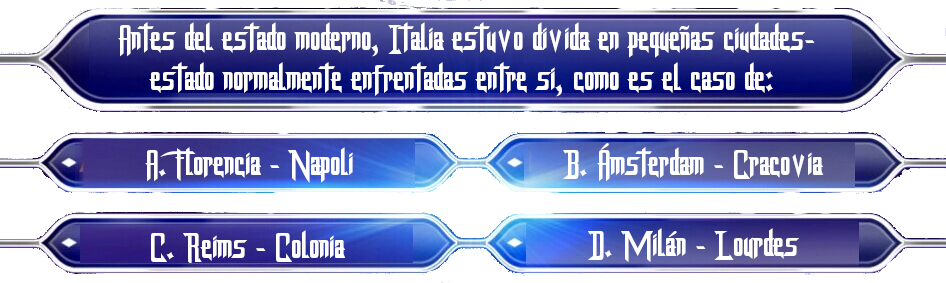 Antes del estado moderno, Italia estuvo divida en pequeñas ciudades-
estado normalmente enfrentadas entre si, como es el caso de:
A. Florencia - Napoli
B. Ámsterdam - Cracovia
C. Reims - Colonia
D. Milán - Lourdes